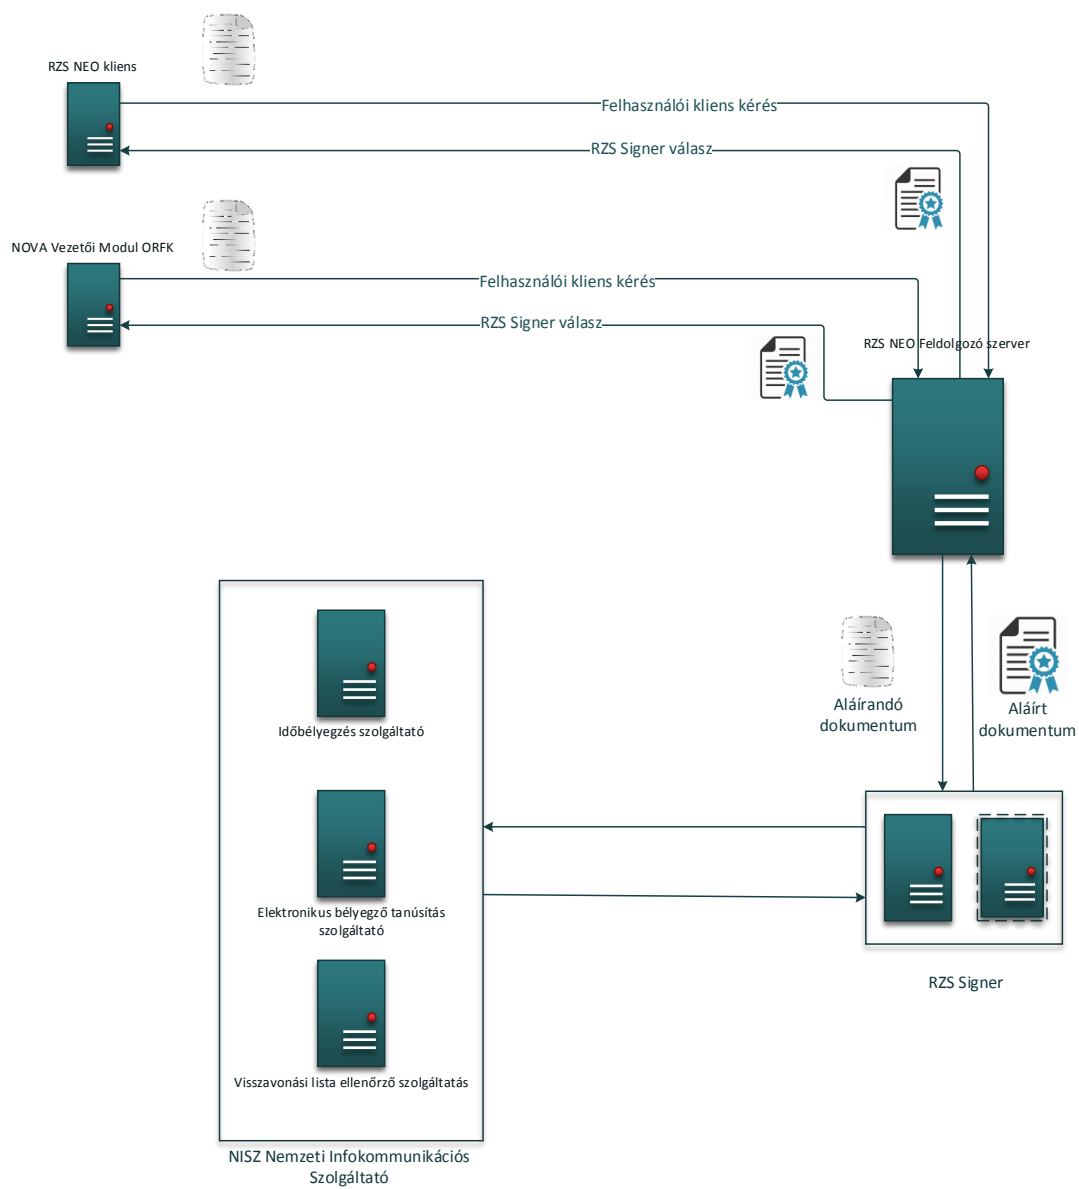 RZS NEO kliens
Felhasználói kliens kérés
RZS Signer válasz
NOVA Vezetői Modul ORFK
Felhasználói kliens kérés
RZS Signer válasz
RZS NEO Feldolgozó szerver
Aláírandó
dokumentum
Aláírt
dokumentum
Időbélyegzés szolgáltató
Elektronikus bélyegző tanúsítás
szolgáltató
RZS Signer
Visszavonási lista ellenőrző szolgáltatás
NISZ Nemzeti Infokommunikációs
Szolgáltató